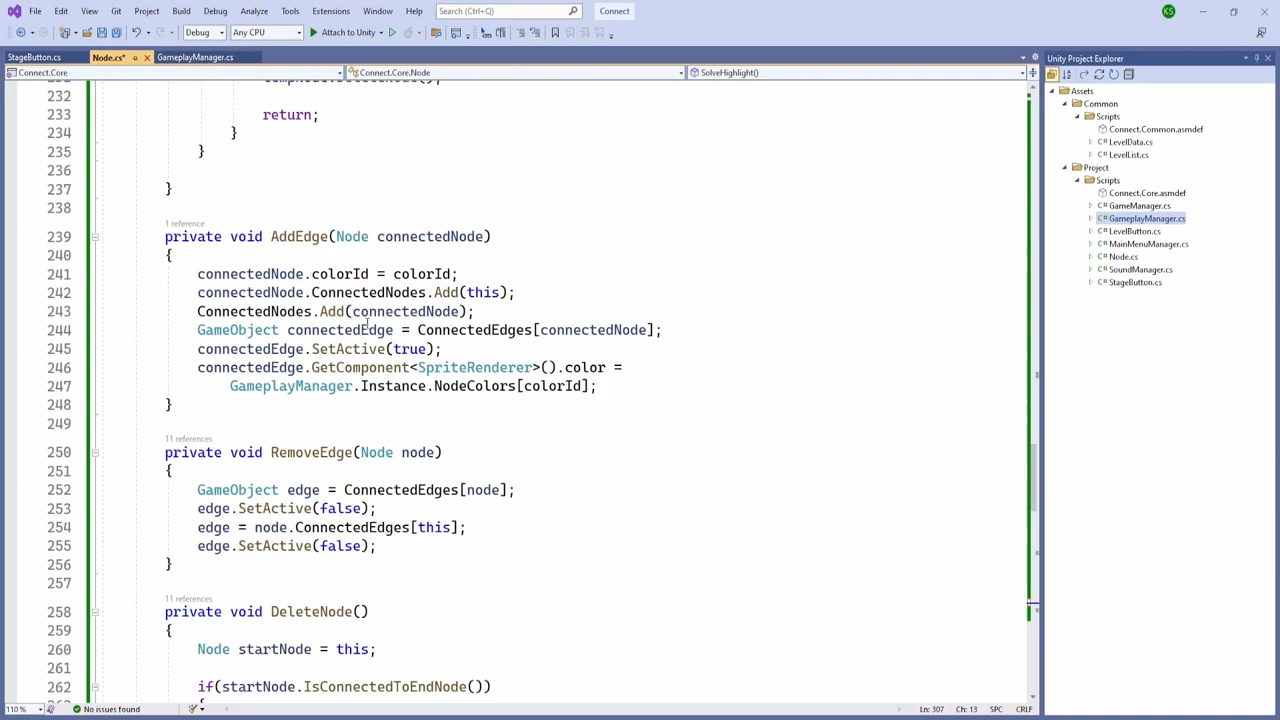 File Edit View Git Project Build Debug Analyze Tools Extensions Window Help Search (Ctrl+Q) Connect KS
Debug Any CPU Attach to Unity
StageButton.cs Node.cs* GameplayManager.cs
Connect.Core Connect.Core.Node SolveHighlight()
232
233 return;
234 }
235 }
236
237 }
238
1 reference
239 private void AddEdge(Node connectedNode)
240 {
241 connectedNode.colorId = colorId;
242 connectedNode.ConnectedNodes.Add(this);
243 ConnectedNodes.Add(connectedNode);
244 GameObject connectedEdge = ConnectedEdges[connectedNode];
245 connectedEdge.SetActive(true);
246 connectedEdge.GetComponent<SpriteRenderer>().color =
247 GameplayManager.Instance.NodeColors[colorId];
248 }
249
11 references
250 private void RemoveEdge(Node node)
251 {
252 GameObject edge = ConnectedEdges[node];
253 edge.SetActive(false);
254 edge = node.ConnectedEdges[this];
255 edge.SetActive(false);
256 }
257
11 references
258 private void DeleteNode()
259 {
260 Node startNode = this;
261
262 if(startNode.IsConnectedToEndNode())
110 % No issues found Ln: 307 Ch: 13 SPC CRLF
Unity Project Explorer
Assets
Common
Scripts
Connect.Common.asmdef
LevelData.cs
LevelList.cs
Project
Scripts
Connect.Core.asmdef
GameManager.cs
GameplayManager.cs
LevelButton.cs
MainMenuManager.cs
Node.cs
SoundManager.cs
StageButton.cs